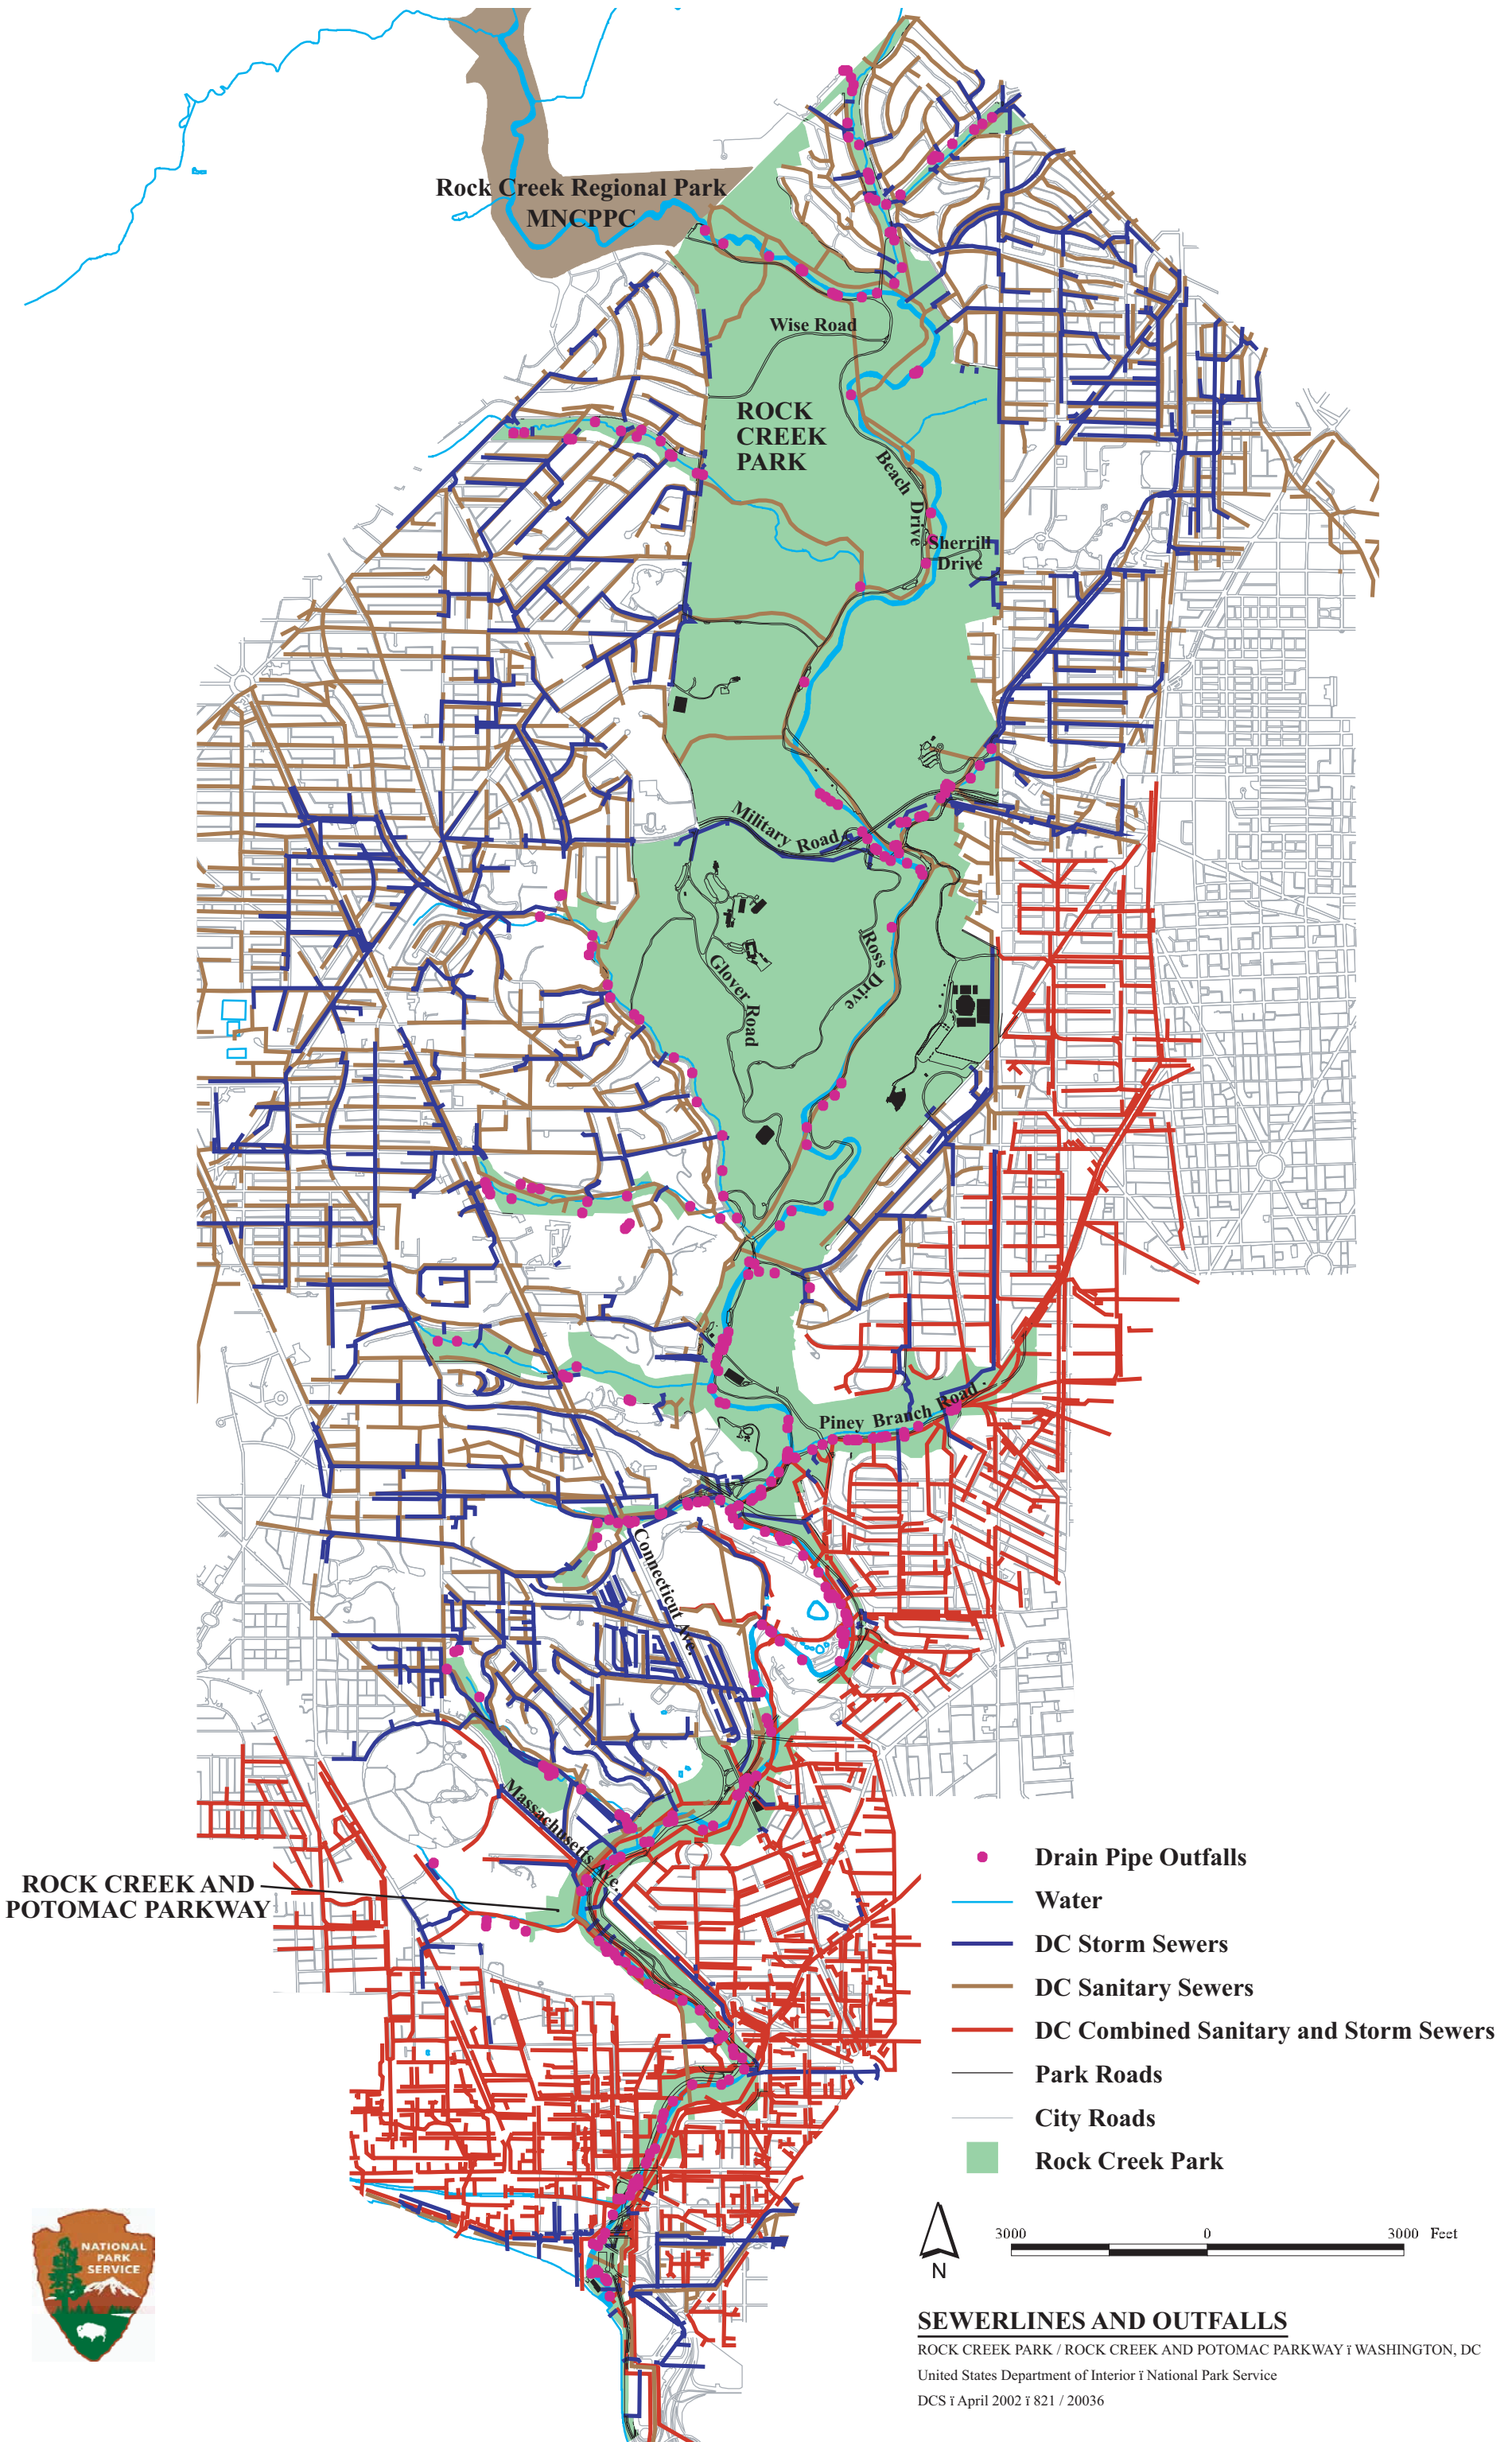 Rock Creek Regional Park
MNCPPC
Wise Road
ROCK
CREEK
PARK
Beach Drive
Sherrill
Drive
Military Road
Ross Drive
Glover Road
Piney Branch Road
Connecticut Ave.
Massachusetts Ave.
ROCK CREEK AND
POTOMAC PARKWAY
Drain Pipe Outfalls
Water
DC Storm Sewers
DC Sanitary Sewers
DC Combined Sanitary and Storm Sewers
Park Roads
City Roads
Rock Creek Park
3000 0 3000 Feet
N
NATIONAL
PARK
SERVICE
SEWERLINES AND OUTFALLS
ROCK CREEK PARK / ROCK CREEK AND POTOMAC PARKWAY ï WASHINGTON, DC
United States Department of Interior ï National Park Service
DCS ï April 2002 ï 821 / 20036